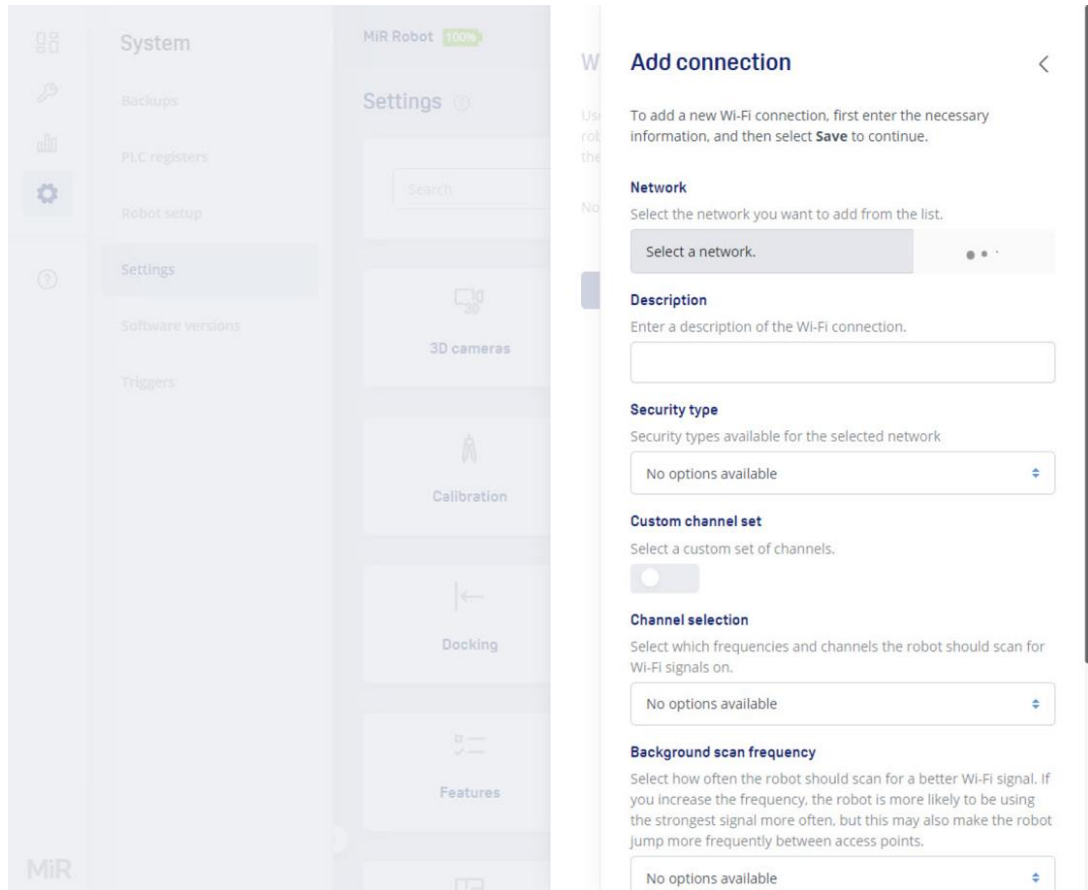 System
Backups
PLC registers
Robot setup
Settings
Software versions
Triggers
MiR
MiR Robot 100%
Settings
Search
3D
3D cameras
Calibration
Docking
Features
W
Use
rob
the
No
Add connection
To add a new Wi-Fi connection, first enter the necessary
information, and then select Save to continue.
Network
Select the network you want to add from the list.
Select a network.
Description
Enter a description of the Wi-Fi connection.
Security type
Security types available for the selected network
No options available
Custom channel set
Select a custom set of channels.
Channel selection
Select which frequencies and channels the robot should scan for
Wi-Fi signals on.
No options available
Background scan frequency
Select how often the robot should scan for a better Wi-Fi signal. If
you increase the frequency, the robot is more likely to be using
the strongest signal more often, but this may also make the robot
jump more frequently between access points.
No options available